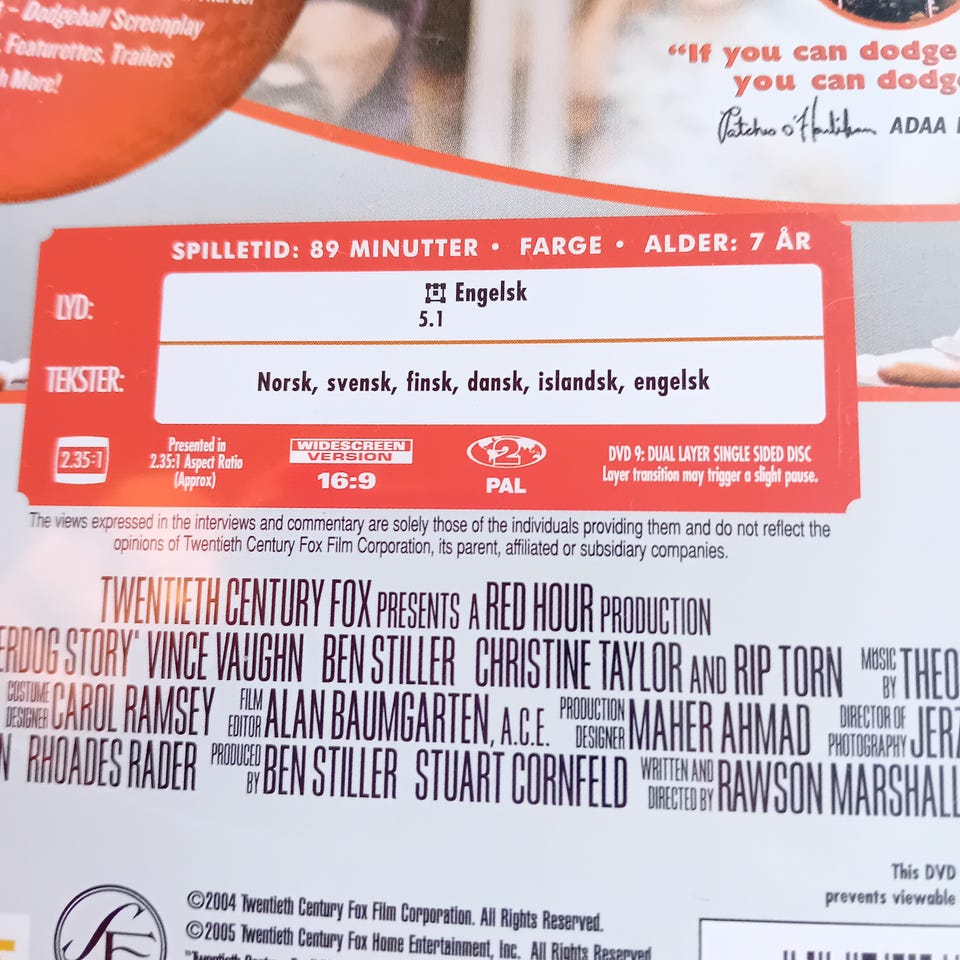 - Dodgeball Screenplay
Featurettes, Trailers
More!
“If you can dodge
you can
Patches O'Houlihan ADAA
SPILLETID: 89 MINUTTER • FARGE • ALDER: 7 ÅR
LYD:
Engelsk
5.1
TEKSTER:
Norsk, svensk, finsk, dansk, islandsk, engelsk
2.35:1
Presented in
2.35:1 Aspect Ratio
(Approx)
WIDESCREEN
VERSION
16:9
2
PAL
DVD 9: DUAL LAYER SINGLE SIDED DISC
Layer transition may trigger a slight pause.
The views expressed in the interviews and commentary are solely those of the individuals providing them and do not reflect the
opinions of Twentieth Century Fox Film Corporation, its parent, affiliated or subsidiary companies.
TWENTIETH CENTURY FOX PRESENTS A RED HOUR PRODUCTION
STORY" VINCE VAUGHN BEN STILLER CHRISTINE TAYLOR AND RIP TORN MUSIC BY THEO
COSTUME DESIGNER CAROL RAMSEY FILM EDITOR ALAN BAUMGARTEN, A.C.E. PRODUCTION DESIGNER MAHER AHMAD DIRECTOR OF PHOTOGRAPHY
RHOADES RADER PRODUCED BY BEN STILLER STUART CORNFELD WRITTEN AND DIRECTED BY RAWSON MARSHALL
This DVD
prevents viewable
©2004 Twentieth Century Fox Film Corporation. All Rights Reserved.
©2005 Twentieth Century Fox Home Entertainment, Inc. All Rights Reserved